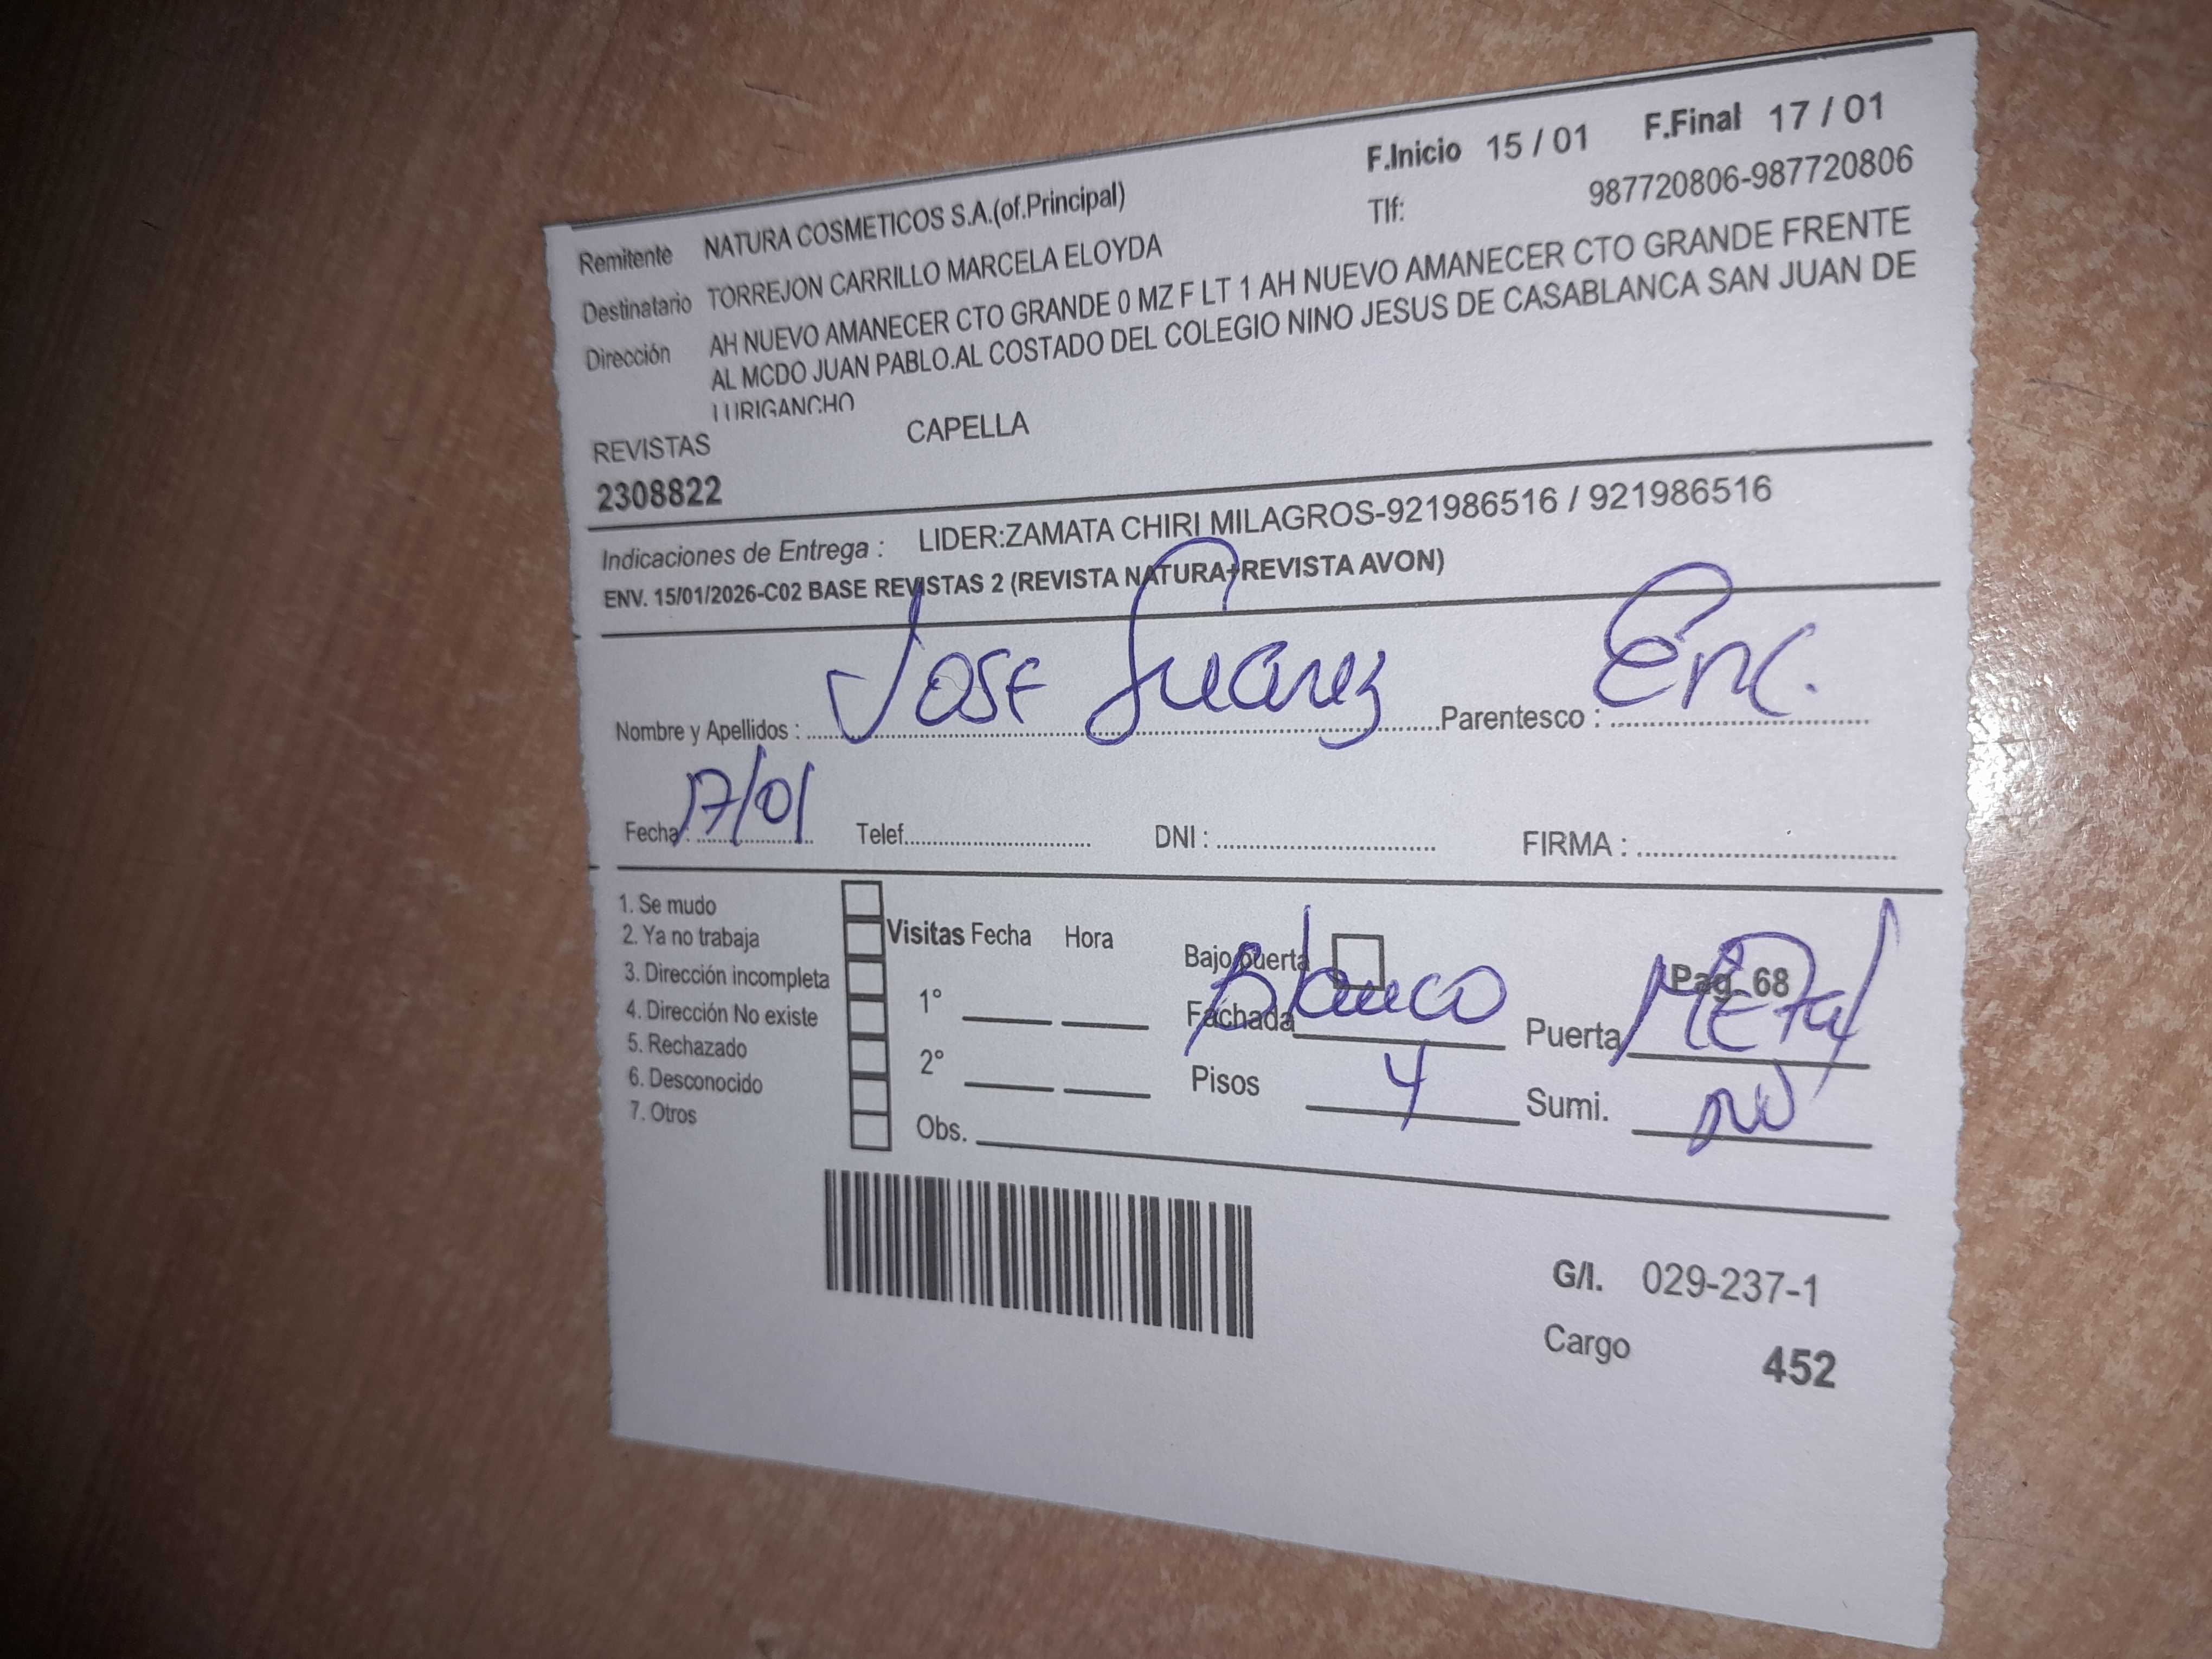 F.Inicio 15 / 01 F.Final 17 / 01
Remitente NATURA COSMETICOS S.A.(of.Principal) Tlf: 987720806-987720806
Destinatario TORREJON CARRILLO MARCELA ELOYDA
Dirección AH NUEVO AMANECER CTO GRANDE 0 MZ F LT 1 AH NUEVO AMANECER CTO GRANDE FRENTE
AL MCDO JUAN PABLO.AL COSTADO DEL COLEGIO NINO JESUS DE CASABLANCA SAN JUAN DE
LURIGANCHO
REVISTAS CAPELLA
2308822
Indicaciones de Entrega : LIDER:ZAMATA CHIRI MILAGROS-921986516 / 921986516
ENV. 15/01/2026-C02 BASE REVISTAS 2 (REVISTA NATURA+REVISTA AVON)
Nombre y Apellidos : Jose Suarez Parentesco : Enc.
Fecha : 17/01 Telef. DNI : FIRMA :
1. Se mudo
2. Ya no trabaja
3. Dirección incompleta
4. Dirección No existe
5. Rechazado
6. Desconocido
7. Otros
Visitas Fecha Hora
1°
2°
Obs.
Bajo puerta Pag. 68
Fachada Blanco Puerta METal
Pisos 4 Sumi. NO
G/I. 029-237-1
Cargo 452